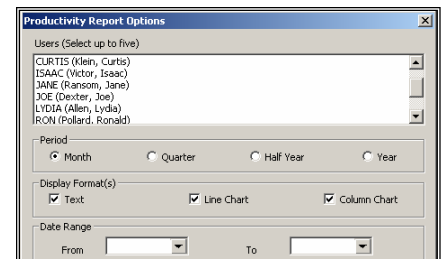 Productivity Report Options
Users (Select up to five)
CURTIS (Klein, Curtis)
ISAAC (Victor, Isaac)
JANE (Ransom, Jane)
JOE (Dexter, Joe)
LYDIA (Allen, Lydia)
RON (Pollard, Ronald)
Period
Month Quarter Half Year Year
Display Format(s)
Text Line Chart Column Chart
Date Range
From To